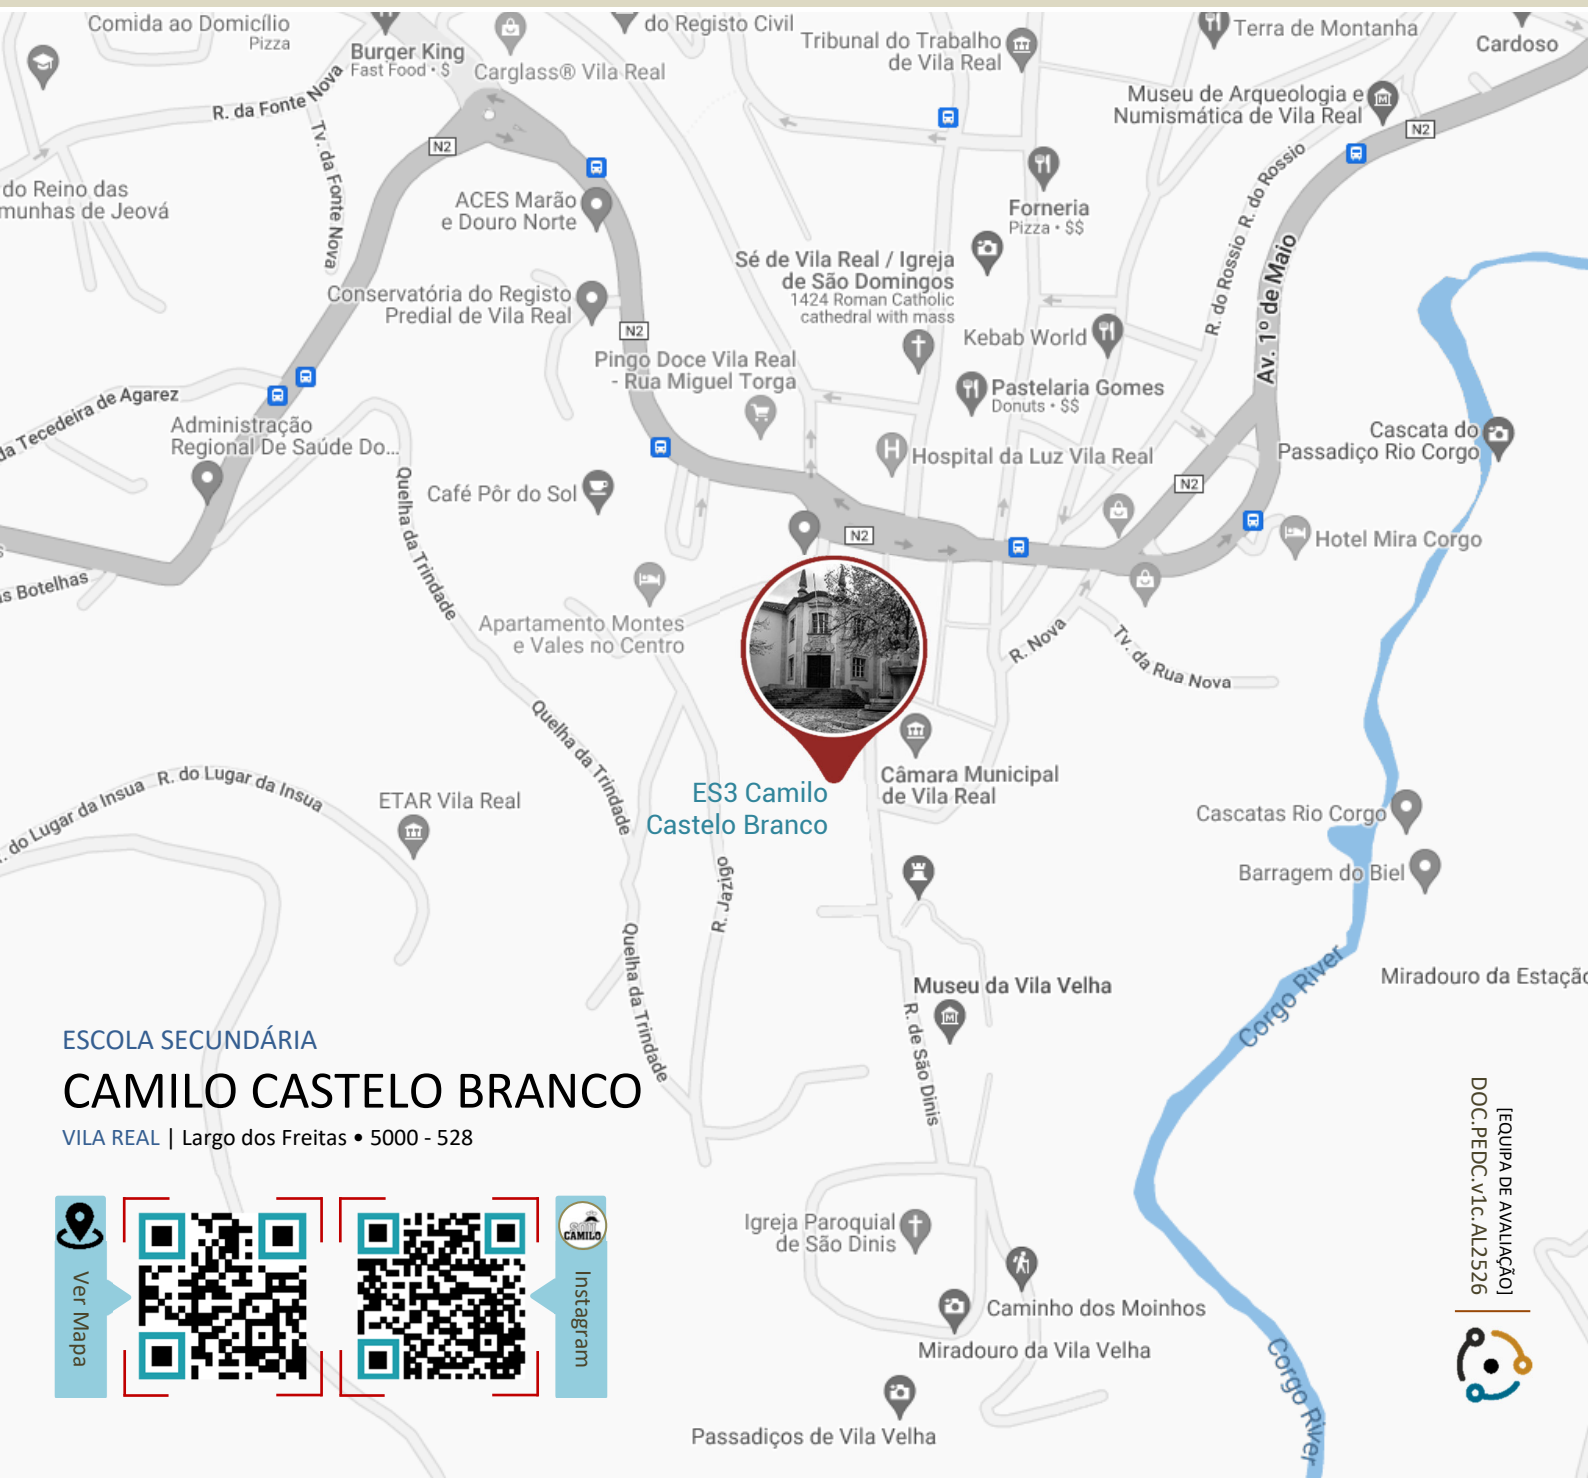 Comida ao Domicílio
Pizza
Burger King
Fast Food • $
Carglass® Vila Real
do Registo Civil
Tribunal do Trabalho
de Vila Real
Terra de Montanha
Cardoso
R. da Fonte Nova
Tv. da Fonte Nova
N2
Museu de Arqueologia e
Numismática de Vila Real
N2
do Reino das
munhas de Jeová
ACES Marão
e Douro Norte
Forneria
Pizza • $$
R. do Rossio
R. do Rossio
Sé de Vila Real / Igreja
de São Domingos
1424 Roman Catholic
cathedral with mass
Conservatória do Registo
Predial de Vila Real
N2
Kebab World
Av. 1º de Maio
Pingo Doce Vila Real
- Rua Miguel Torga
Pastelaria Gomes
Donuts • $$
da Tecedeira de Agarez
Administração
Regional De Saúde Do...
Cascata do
Passadiço Rio Corgo
H
Hospital da Luz Vila Real
Café Pôr do Sol
N2
Quelha da Trindade
N2
Hotel Mira Corgo
as Botelhas
Apartamento Montes
e Vales no Centro
R. Nova
Tv. da Rua Nova
Quelha da Trindade
Câmara Municipal
de Vila Real
ES3 Camilo
Castelo Branco
R. do Lugar da Insua
. do Lugar da Insua
ETAR Vila Real
Cascatas Rio Corgo
Barragem do Biel
R. Jazigo
Quelha da Trindade
Museu da Vila Velha
R. de São Dinis
Corgo River
Miradouro da Estação
ESCOLA SECUNDÁRIA
CAMILO CASTELO BRANCO
VILA REAL | Largo dos Freitas • 5000 - 528
Ver Mapa
SOU
CAMILO
Instagram
Igreja Paroquial
de São Dinis
Caminho dos Moinhos
Miradouro da Vila Velha
Passadiços de Vila Velha
Corgo River
[EQUIPA DE AVALIAÇÃO]
DOC.PEDC.v1c.AL2526